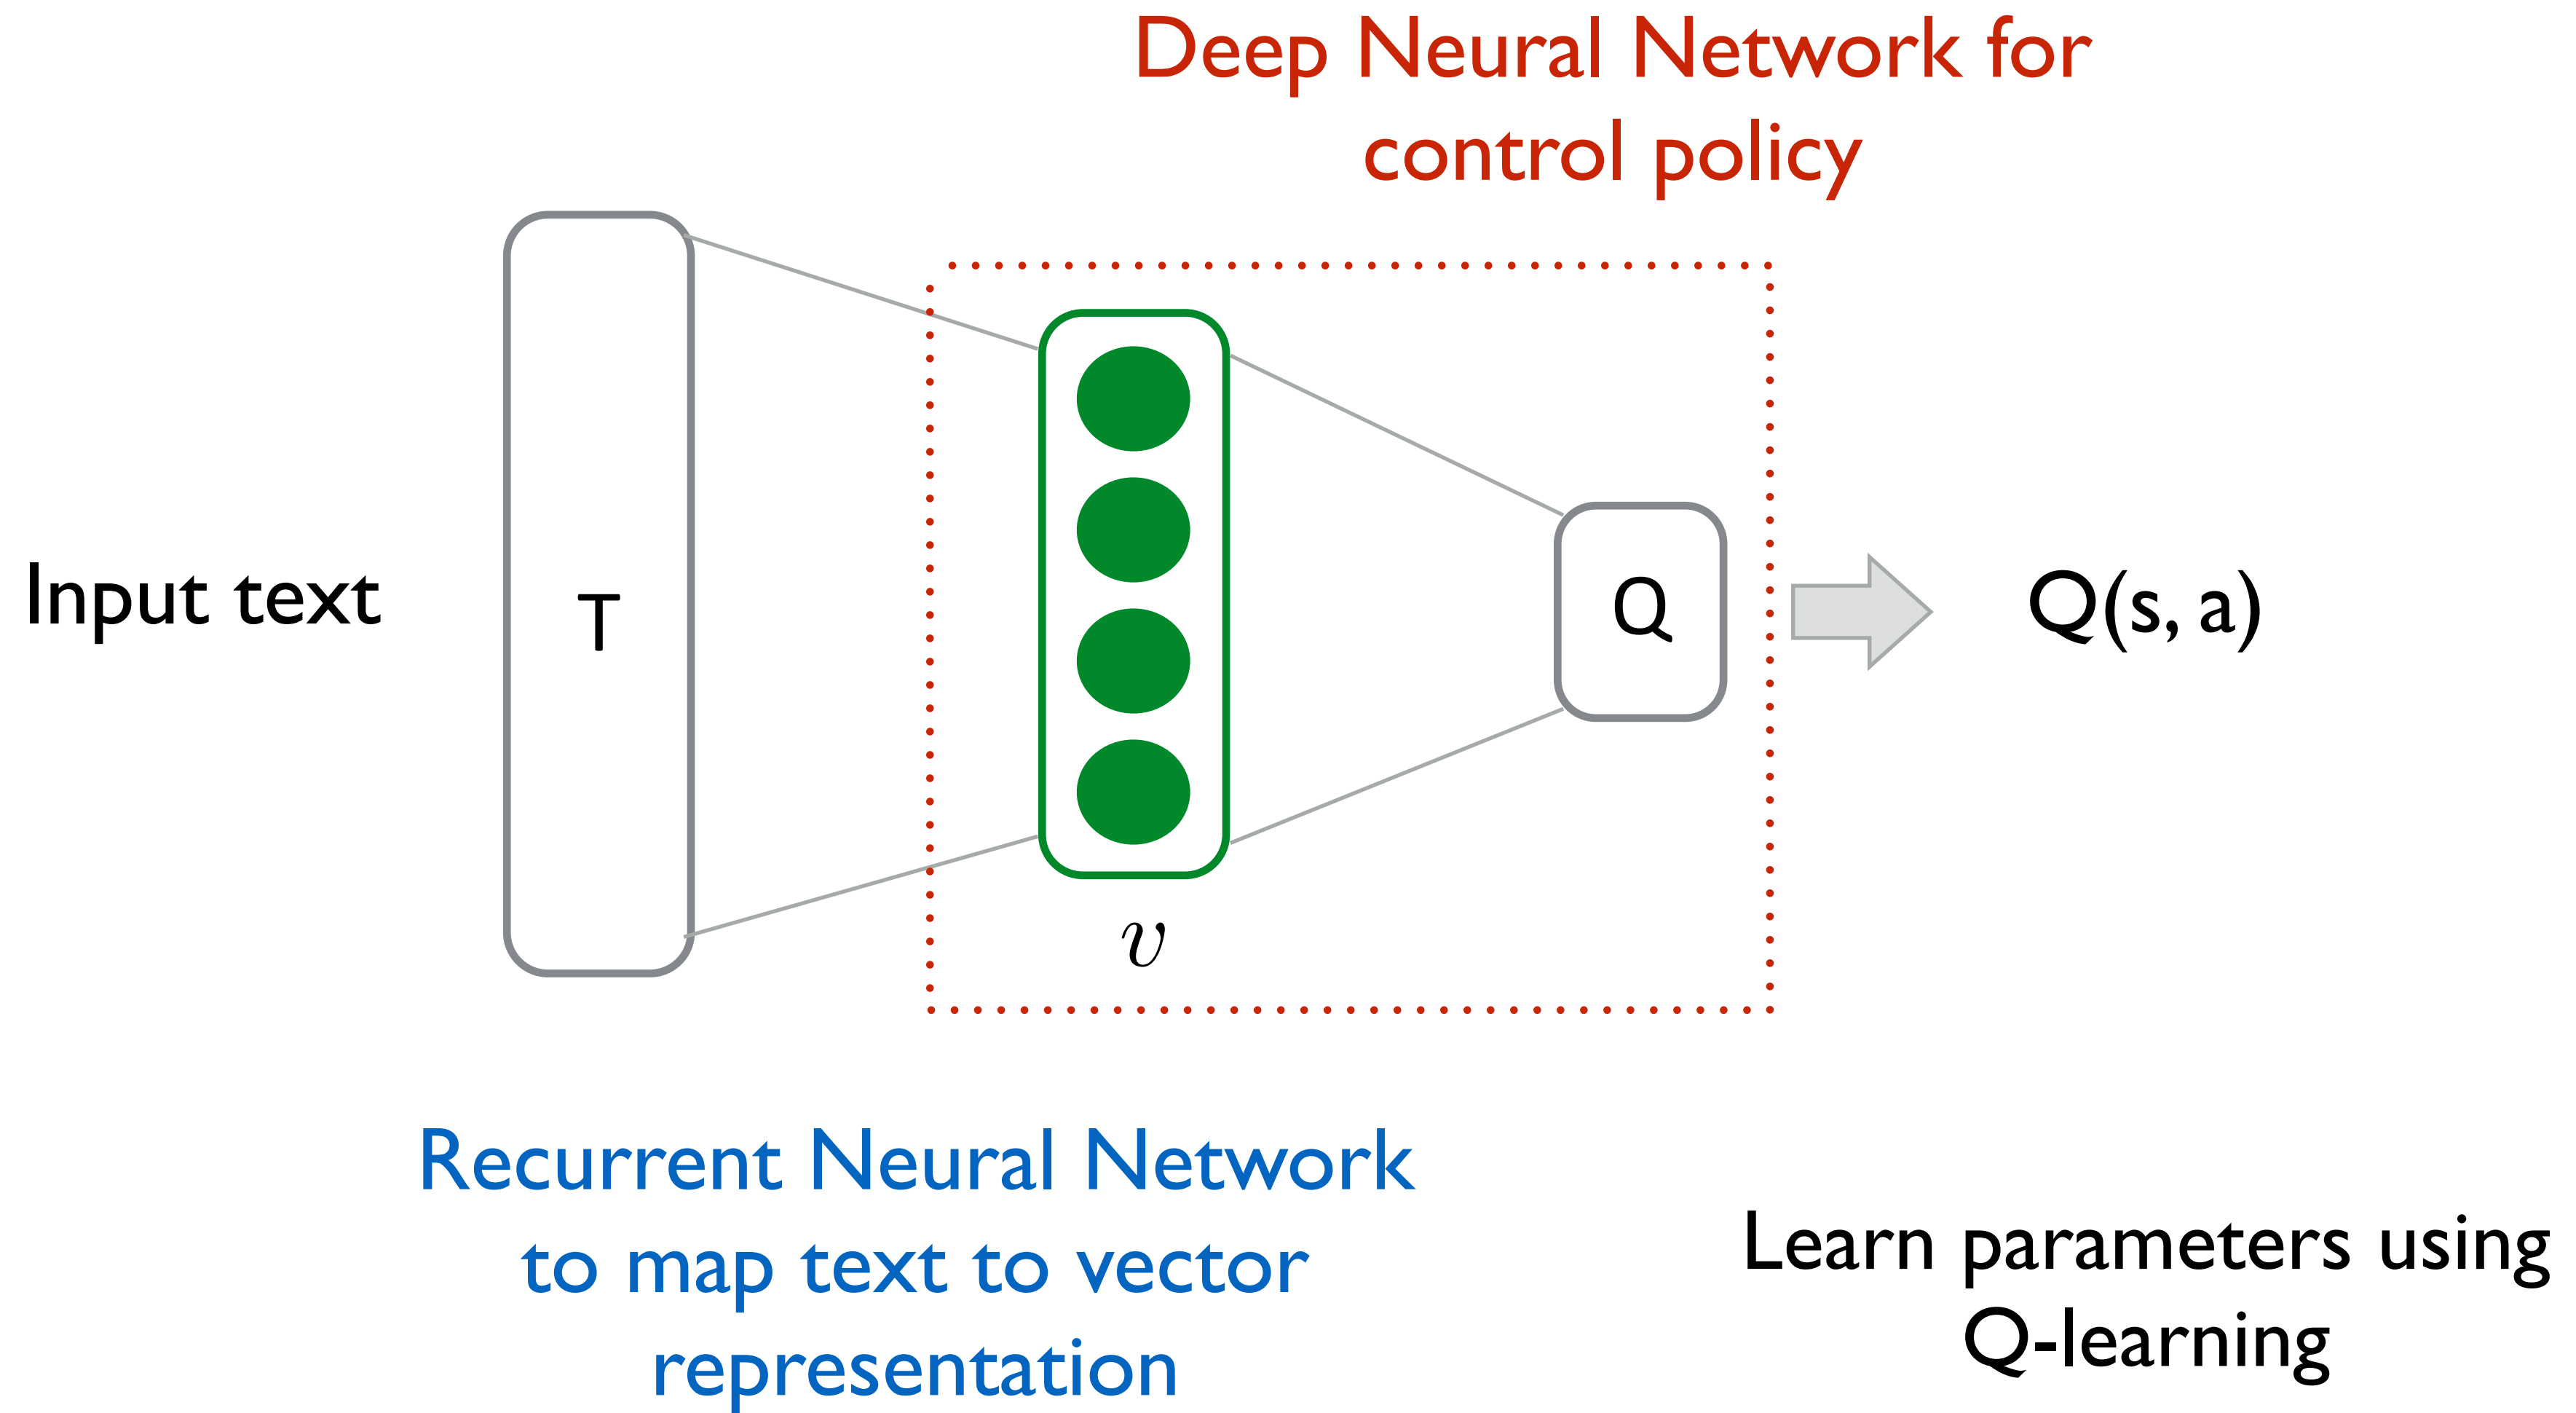 Deep Neural Network for
control policy
Input text
T
Q
Q(s, a)
v
Recurrent Neural Network
to map text to vector
representation
Learn parameters using
Q-learning